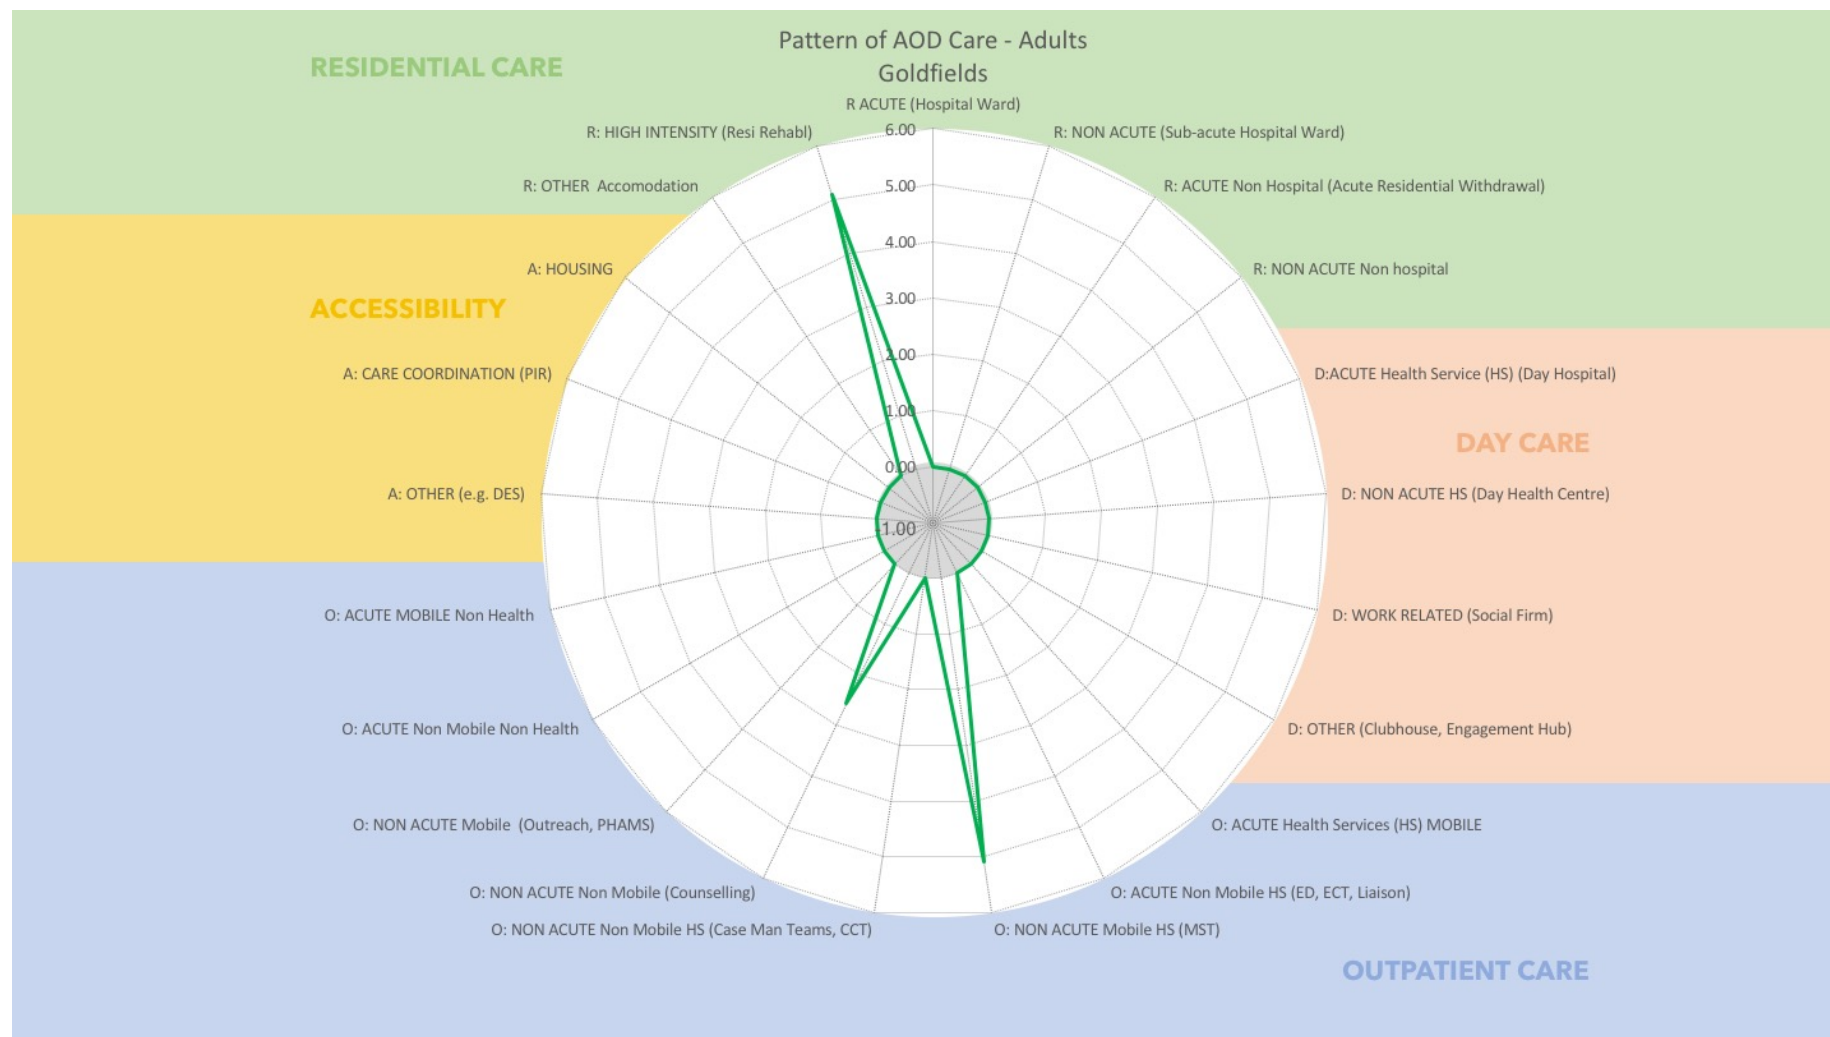 Pattern of AOD Care - Adults
Goldfields
RESIDENTIAL CARE
R ACUTE (Hospital Ward)
R: HIGH INTENSITY (Resi Rehabl)
6.00
R: NON ACUTE (Sub-acute Hospital Ward)
R: OTHER Accomodation
5.00
R: ACUTE Non Hospital (Acute Residential Withdrawal)
4.00
A: HOUSING
R: NON ACUTE Non hospital
3.00
ACCESSIBILITY
2.00
A: CARE COORDINATION (PIR)
D:ACUTE Health Service (HS) (Day Hospital)
1.00
DAY CARE
0.00
A: OTHER (e.g. DES)
D: NON ACUTE HS (Day Health Centre)
-1.00
O: ACUTE MOBILE Non Health
D: WORK RELATED (Social Firm)
O: ACUTE Non Mobile Non Health
D: OTHER (Clubhouse, Engagement Hub)
O: NON ACUTE Mobile (Outreach, PHAMS)
O: ACUTE Health Services (HS) MOBILE
O: NON ACUTE Non Mobile (Counselling)
O: ACUTE Non Mobile HS (ED, ECT, Liaison)
O: NON ACUTE Non Mobile HS (Case Man Teams, CCT)
O: NON ACUTE Mobile HS (MST)
OUTPATIENT CARE